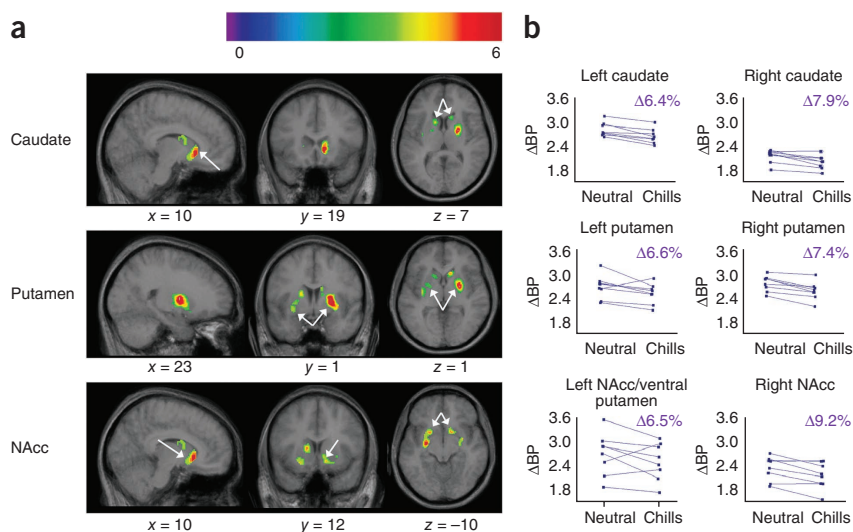 a
0 6
Caudate
x = 10 y = 19 z = 7
Putamen
x = 23 y = 1 z = 1
NAcc
x = 10 y = 12 z = –10
b
Left caudate
Δ6.4%
3.6
3.0
2.4
1.8
ΔBP
Neutral Chills
Right caudate
Δ7.9%
3.6
3.0
2.4
1.8
ΔBP
Neutral Chills
Left putamen
Δ6.6%
3.6
3.0
2.4
1.8
ΔBP
Neutral Chills
Right putamen
Δ7.4%
3.6
3.0
2.4
1.8
ΔBP
Neutral Chills
Left NAcc/ventral
putamen
Δ6.5%
3.6
3.0
2.4
1.8
ΔBP
Neutral Chills
Right NAcc
Δ9.2%
3.6
3.0
2.4
1.8
ΔBP
Neutral Chills